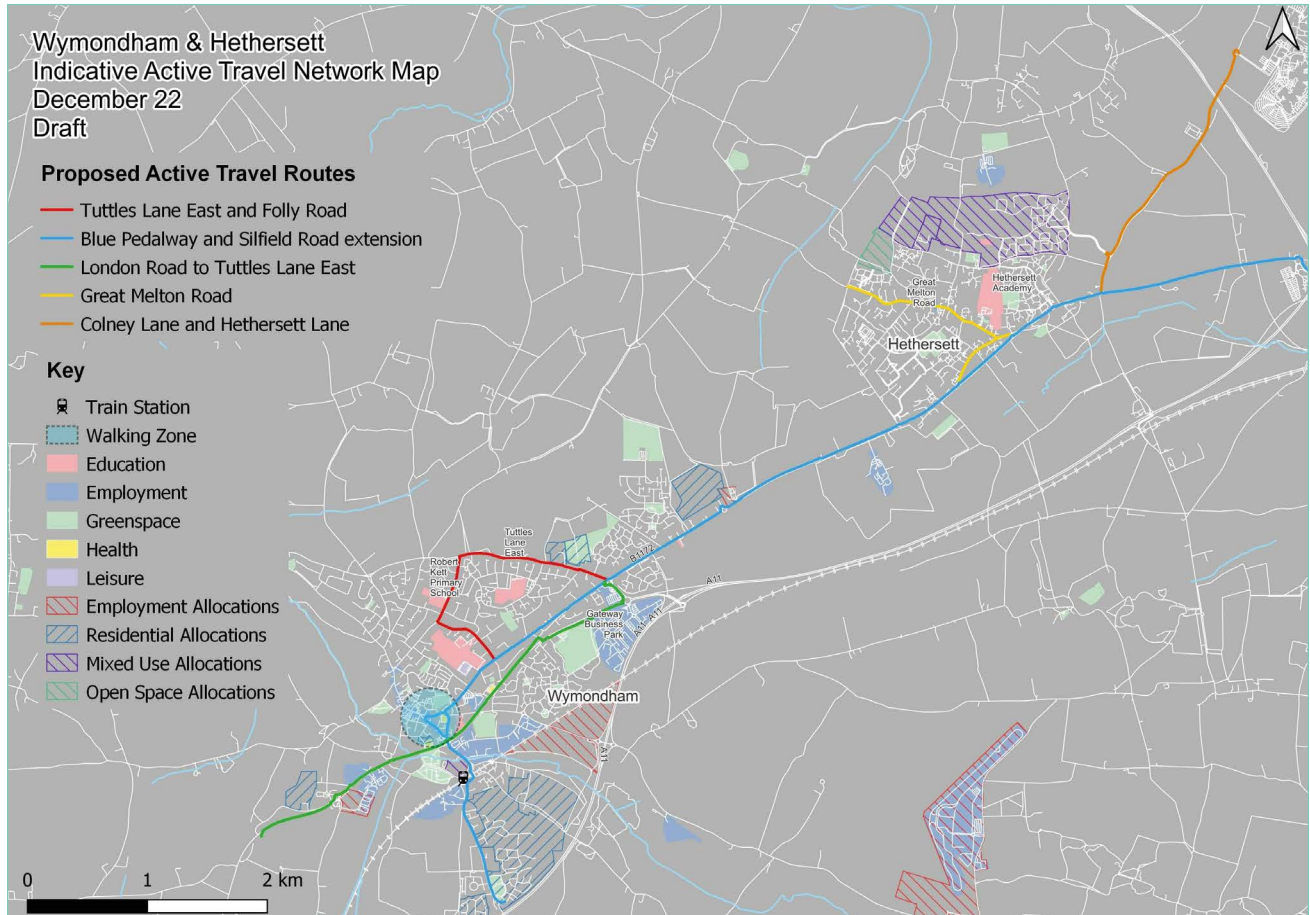 Wymondham & Hethersett
Indicative Active Travel Network Map
December 22
Draft
Proposed Active Travel Routes
Tuttles Lane East and Folly Road
Blue Pedalway and Silfield Road extension
London Road to Tuttles Lane East
Great Melton Road
Colney Lane and Hethersett Lane
Key
Train Station
Walking Zone
Education
Employment
Greenspace
Health
Leisure
Employment Allocations
Residential Allocations
Mixed Use Allocations
Open Space Allocations
Great
Melton
Road
Hethersett
Academy
Hethersett
Tuttles
Lane
East
Robert
Kett
Primary
School
B1172
A11
Gateway
Business
Park
A11
A11
Wymondham
A11
0 1 2 km